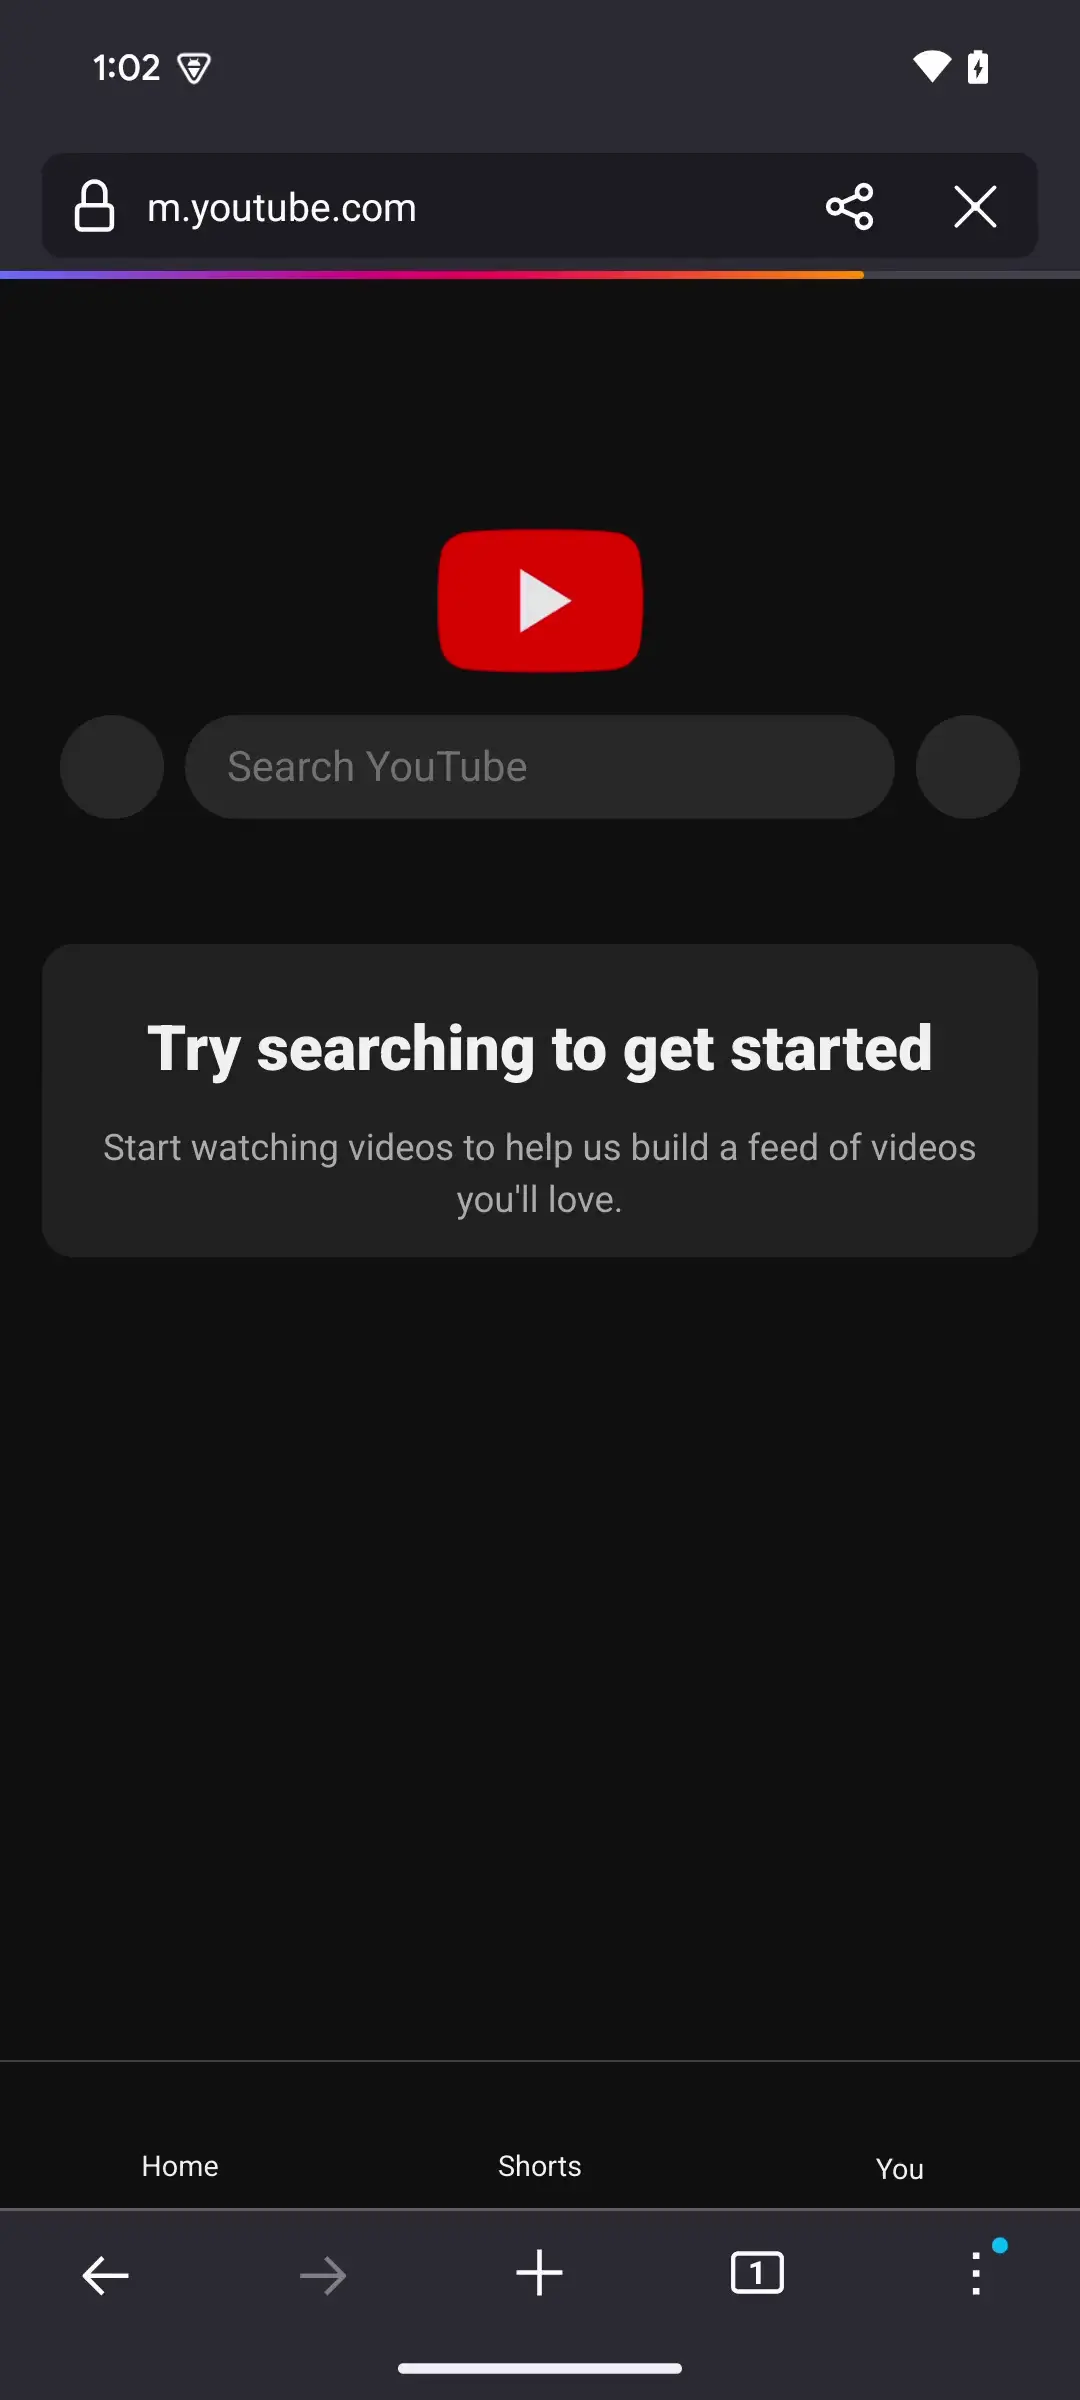 1:02
m.youtube.com
Search YouTube
Try searching to get started
Start watching videos to help us build a feed of videos
you'll love.
Home
Shorts
You
1